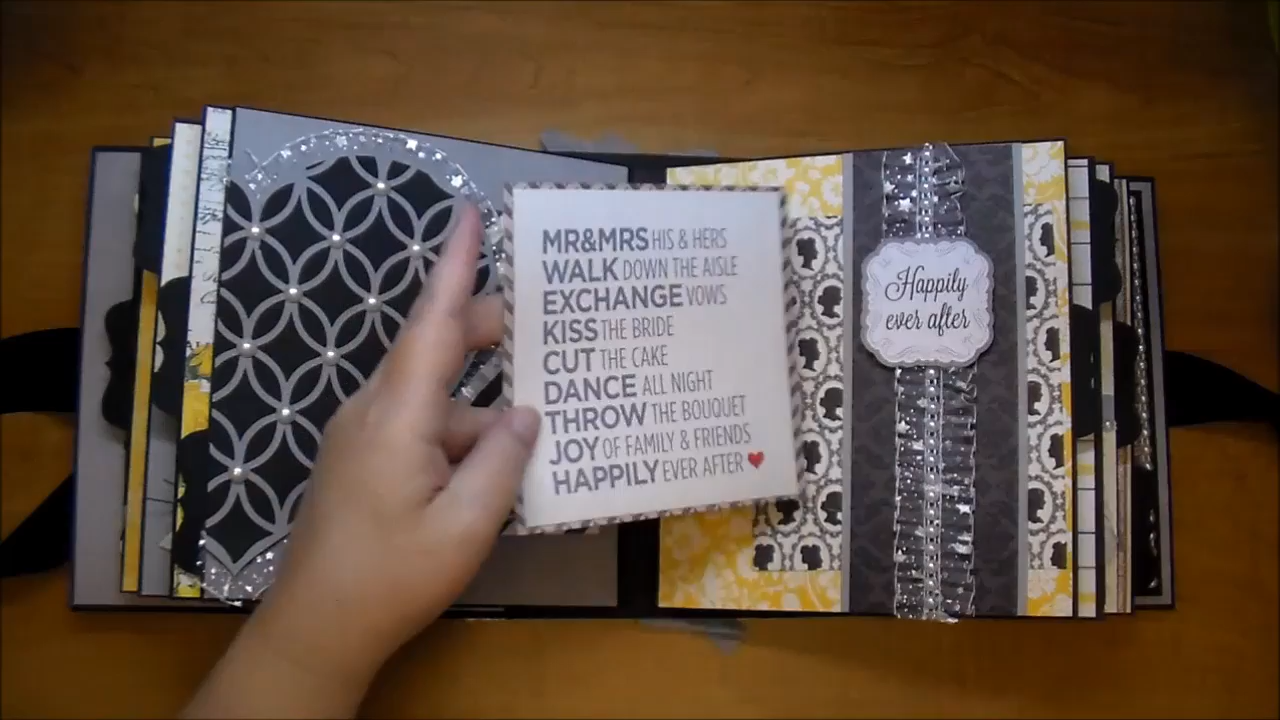 MR&MRS HIS & HERS
WALK DOWN THE AISLE
EXCHANGE VOWS
KISS THE BRIDE
CUT THE CAKE
DANCE ALL NIGHT
THROW THE BOUQUET
JOY OF FAMILY & FRIENDS
HAPPILY EVER AFTER
Happily
ever after